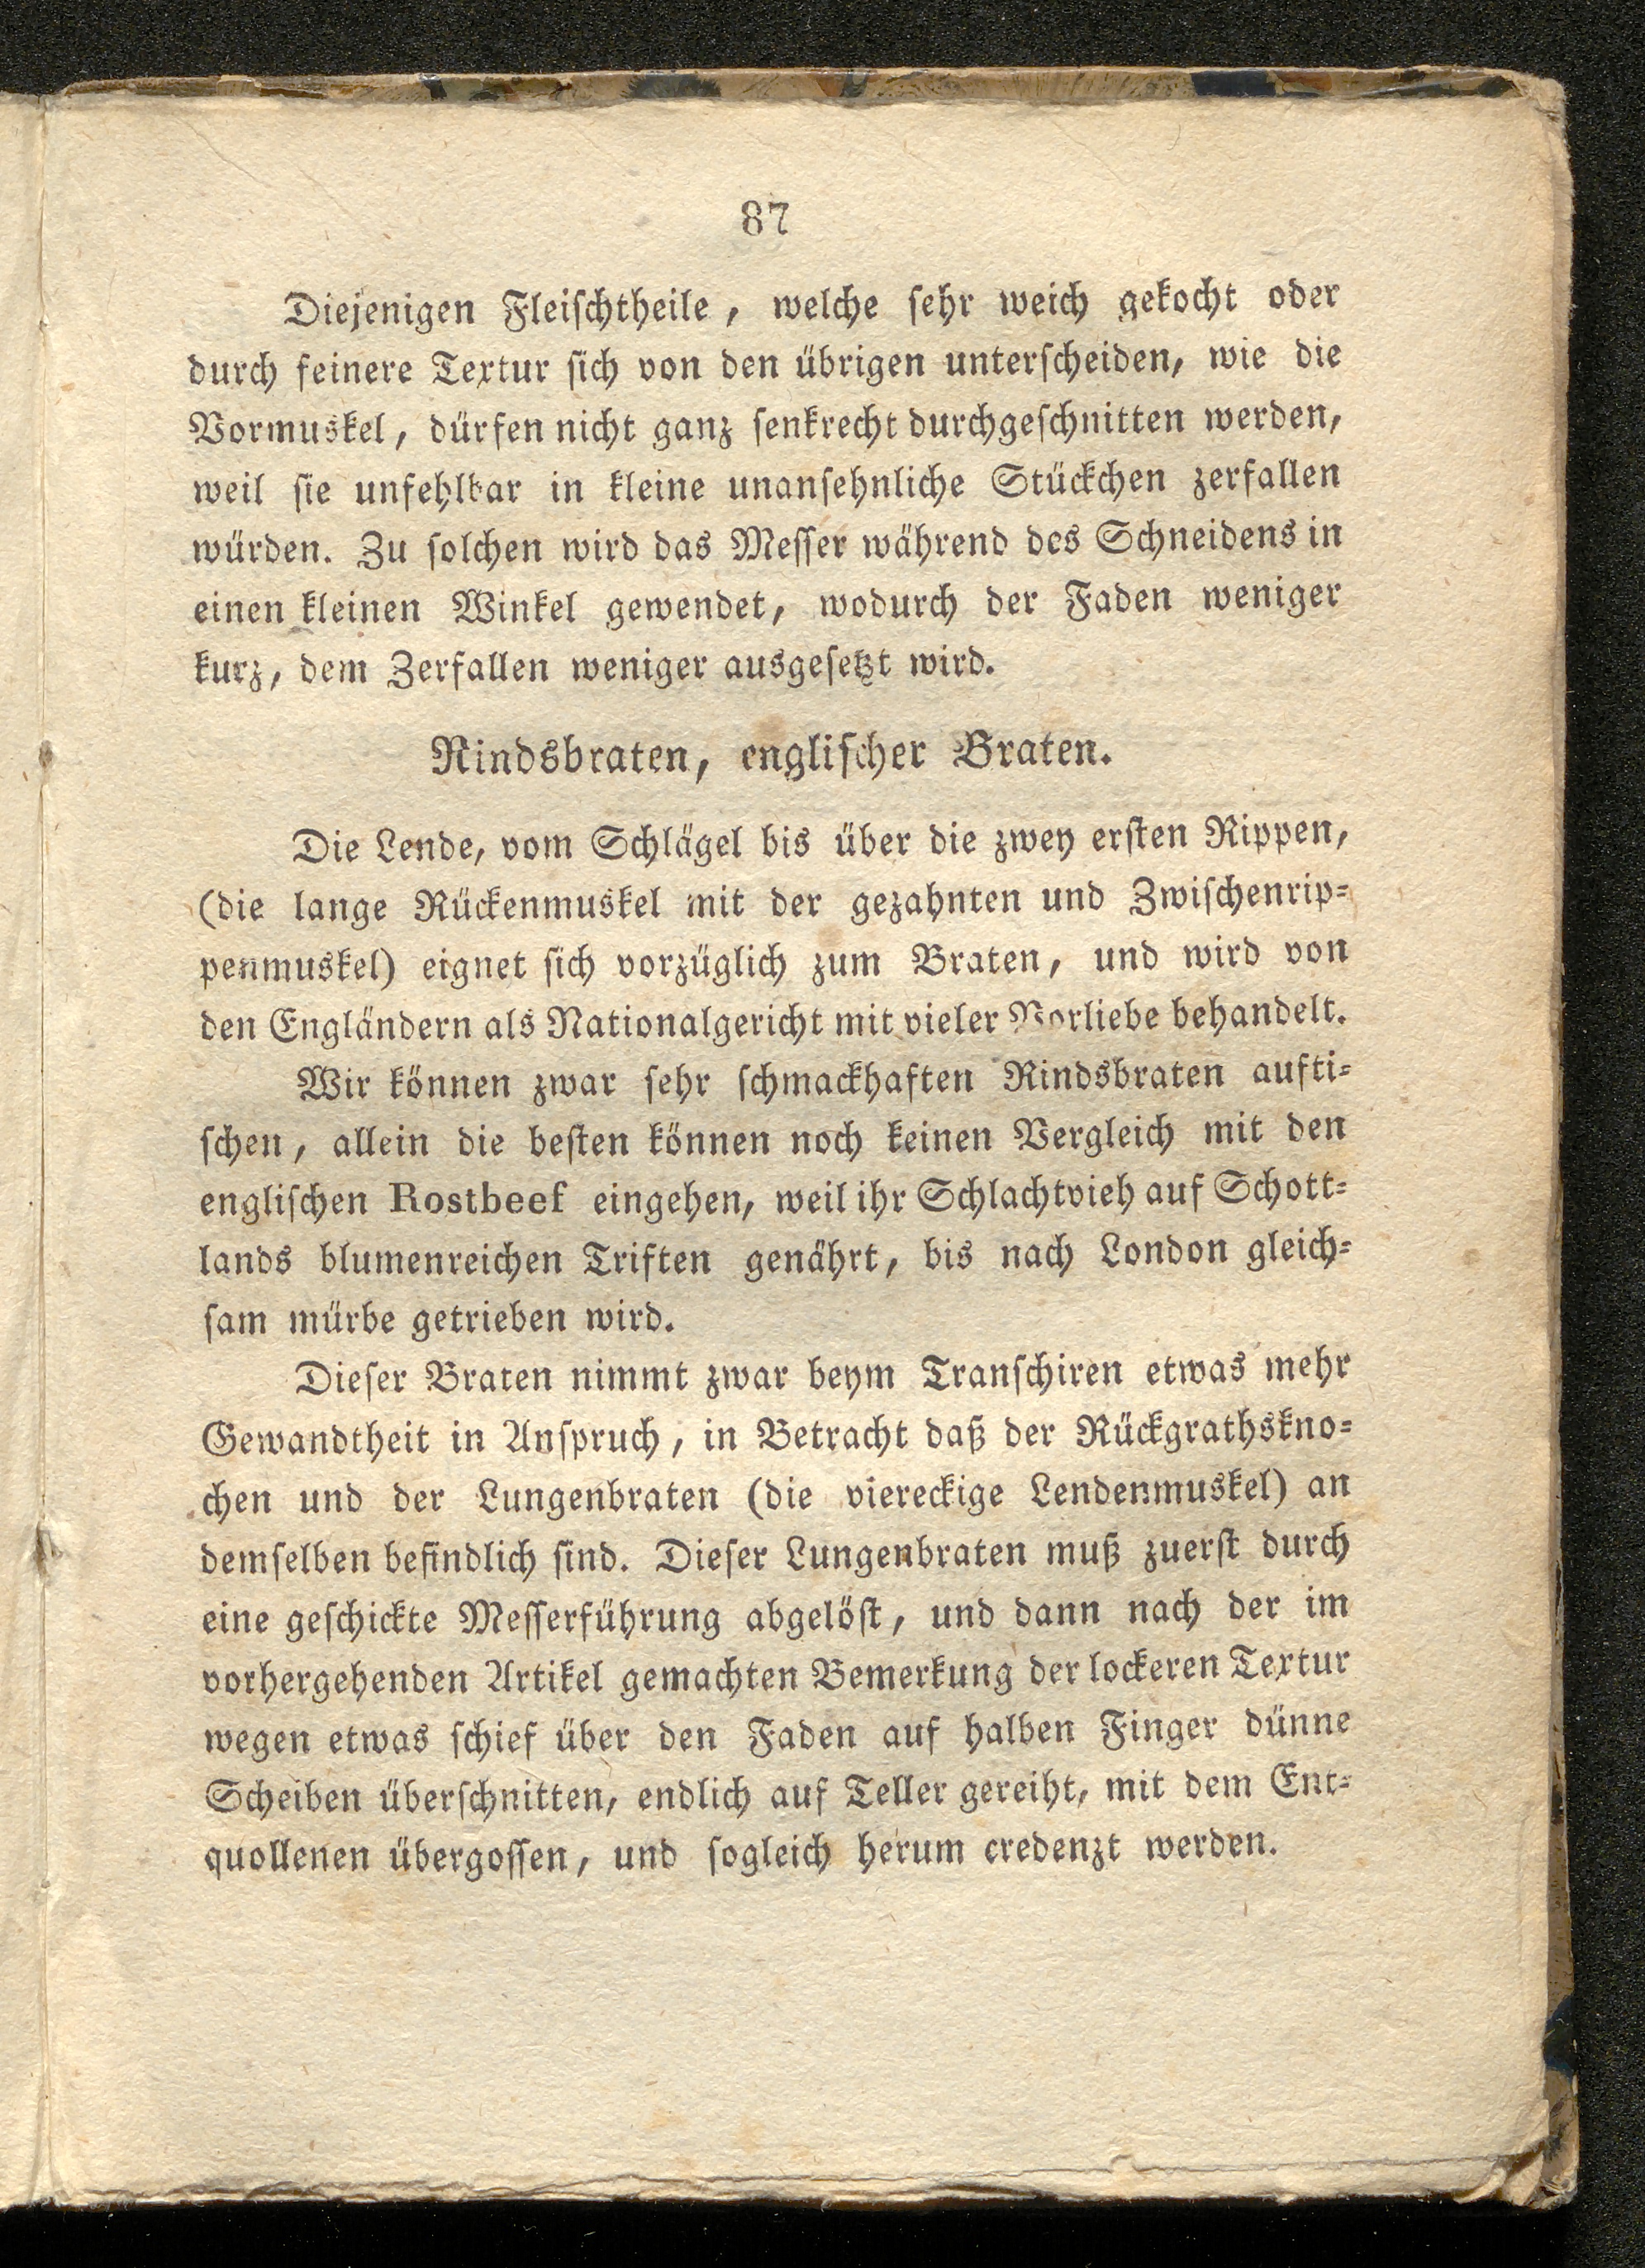 87
Diejenigen Fleischtheile, welche sehr weich gekocht oder
durch feinere Textur sich von den übrigen unterscheiden, wie die
Vormuskel, dürfen nicht ganz senkrecht durchgeschnitten werden,
weil sie unfehlbar in kleine unansehnliche Stückchen zerfallen
würden. Zu solchen wird das Messer während des Schneidens in
einen kleinen Winkel gewendet, wodurch der Faden weniger
kurz, dem Zerfallen weniger ausgesetzt wird.
Rindsbraten, englischer Braten.
Die Lende, vom Schlägel bis über die zwey ersten Rippen,
(die lange Rückenmuskel mit der gezahnten und Zwischenrip-
penmuskel) eignet sich vorzüglich zum Braten, und wird von
den Engländern als Nationalgericht mit vieler Vorliebe behandelt.
Wir können zwar sehr schmackhaften Rindsbraten aufti-
schen, allein die besten können noch keinen Vergleich mit den
englischen Rostbeef eingehen, weil ihr Schlachtvieh auf Schott-
lands blumenreichen Triften genährt, bis nach London gleich-
sam mürbe getrieben wird.
Dieser Braten nimmt zwar beym Transchiren etwas mehr
Gewandtheit in Anspruch, in Betracht daß der Rückgrathskno-
chen und der Lungenbraten (die viereckige Lendenmuskel) an
demselben befindlich sind. Dieser Lungenbraten muß zuerst durch
eine geschickte Messerführung abgelöst, und dann nach der im
vorhergehenden Artikel gemachten Bemerkung der lockeren Textur
wegen etwas schief über den Faden auf halben Finger dünne
Scheiben überschnitten, endlich auf Teller gereiht, mit dem Ent-
quollenen übergossen, und sogleich herum credenzt werden.